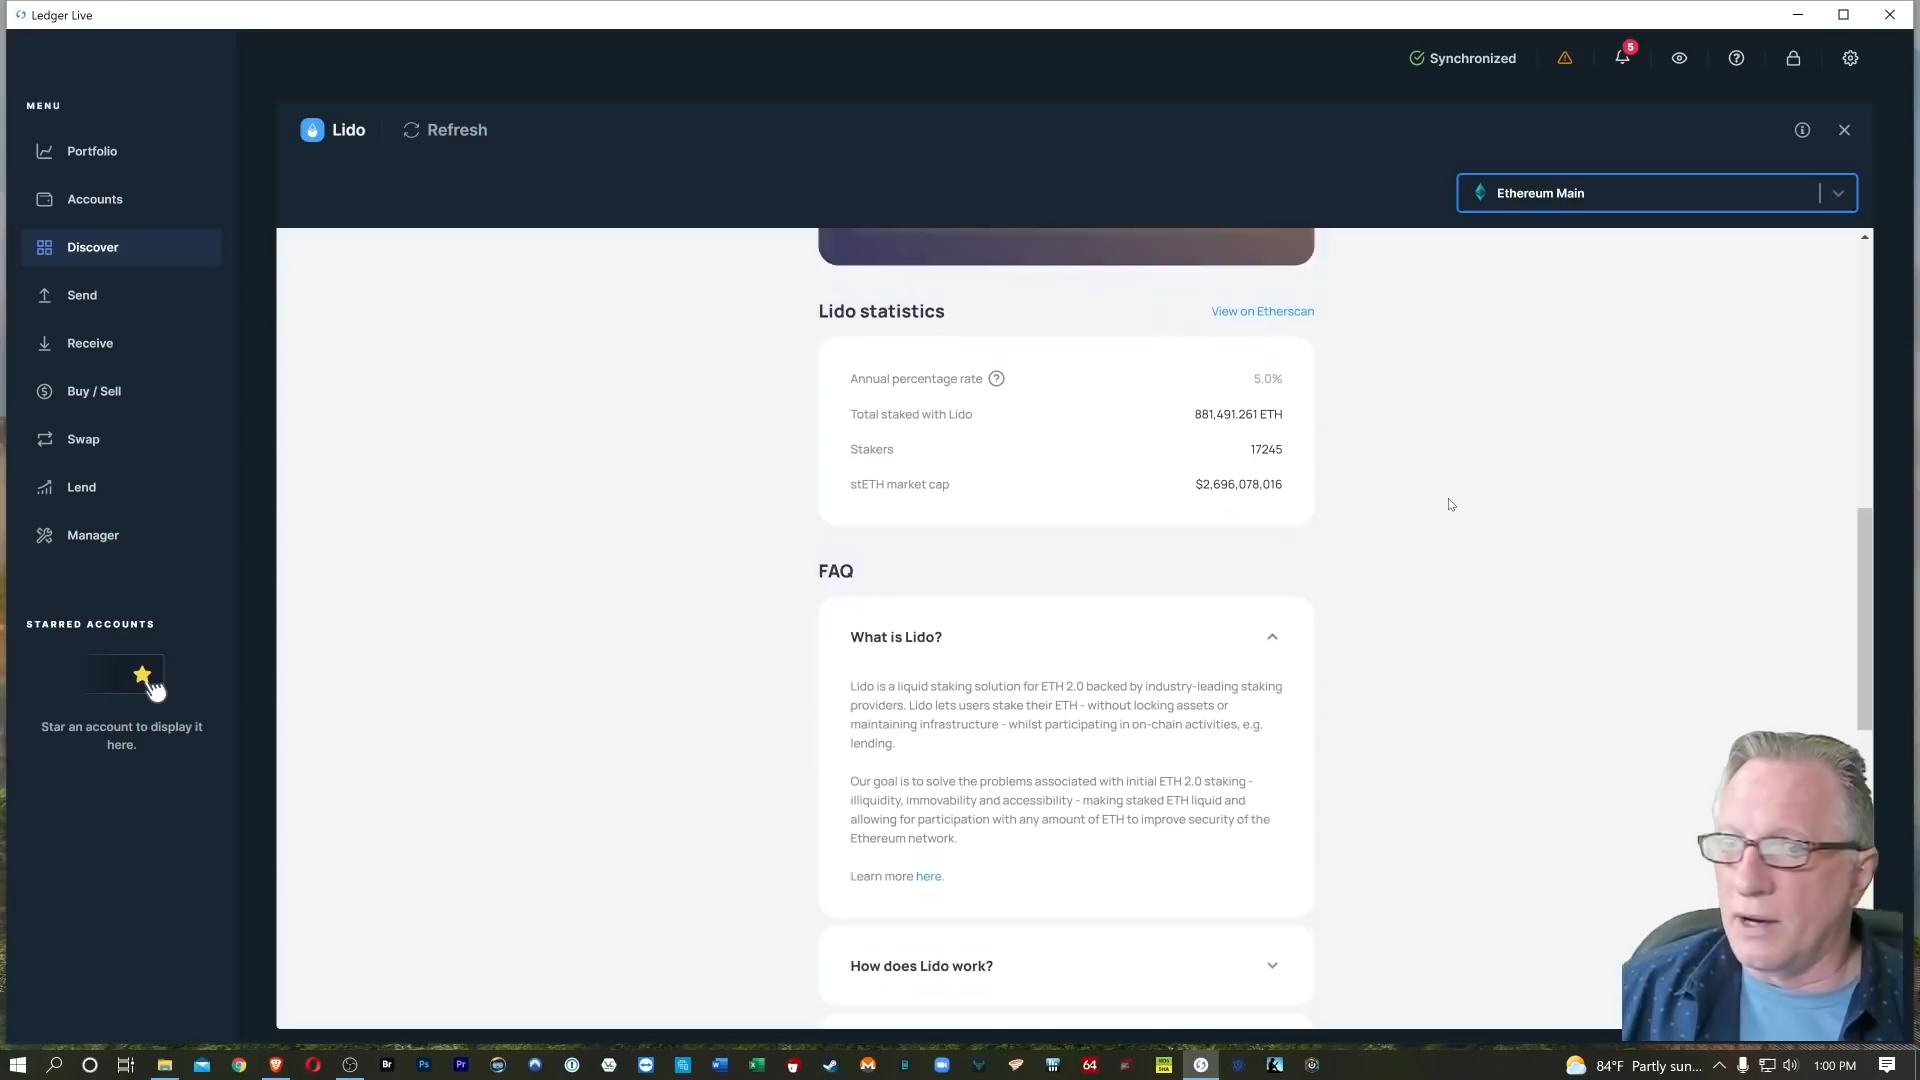 Ledger Live
Synchronized
5
MENU
Portfolio
Accounts
Discover
Send
Receive
Buy / Sell
Swap
Lend
Manager
STARRED ACCOUNTS
Star an account to display it
here.
Lido
Refresh
Ethereum Main
Lido statistics
View on Etherscan
Annual percentage rate
5.0%
Total staked with Lido
881,491.261 ETH
Stakers
17245
stETH market cap
$2,696,078,016
FAQ
What is Lido?
Lido is a liquid staking solution for ETH 2.0 backed by industry-leading staking
providers. Lido lets users stake their ETH - without locking assets or
maintaining infrastructure - whilst participating in on-chain activities, e.g.
lending.
Our goal is to solve the problems associated with initial ETH 2.0 staking -
illiquidity, immovability and accessibility - making staked ETH liquid and
allowing for participation with any amount of ETH to improve security of the
Ethereum network.
Learn more here.
How does Lido work?
Br
Ps
Pr
64
84°F Partly sun...
1:00 PM